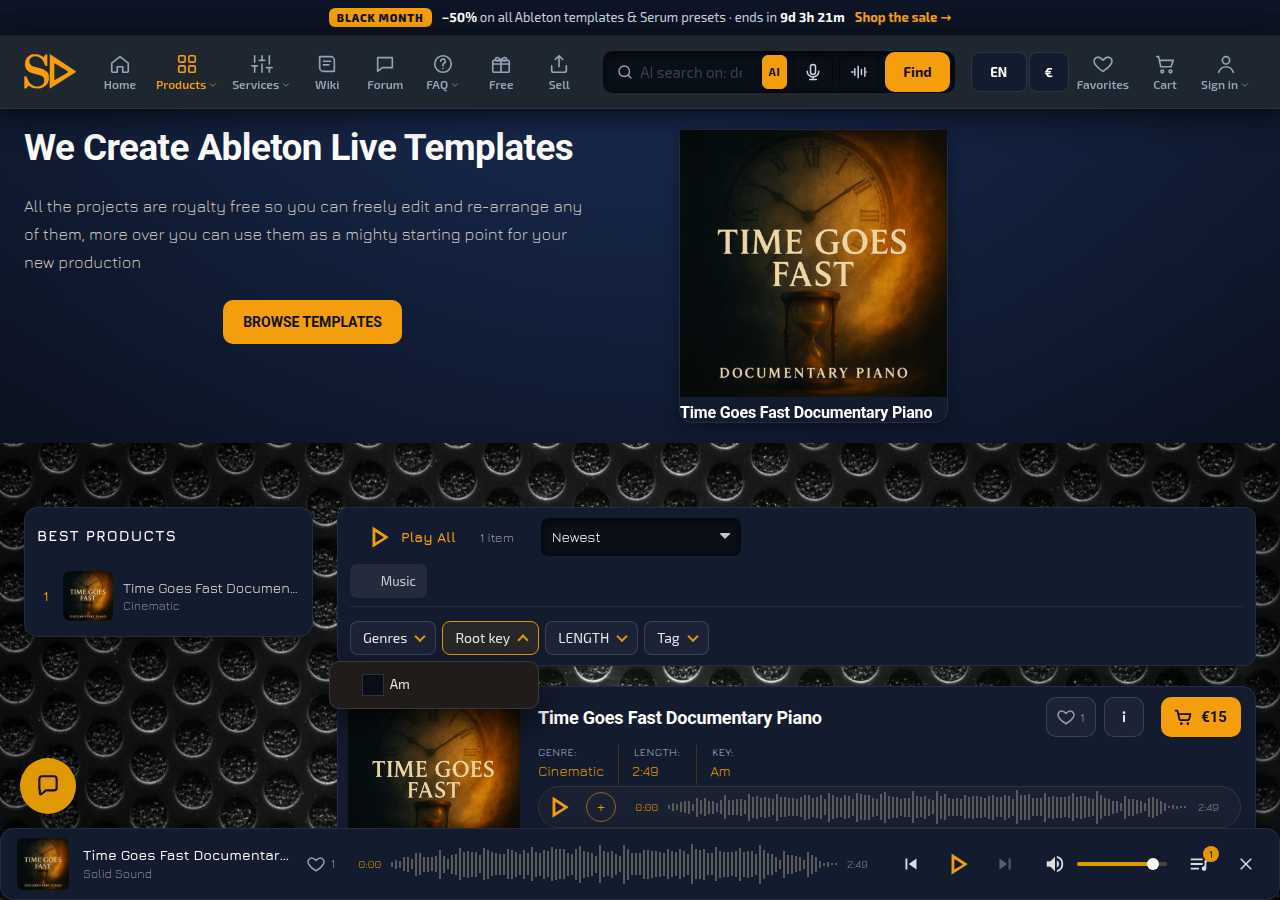 BLACK MONTH −50% on all Ableton templates & Serum presets · ends in 9d 3h 21m Shop the sale →
Home
Products
Services
Wiki
Forum
FAQ
Free
Sell
AI search on: dr
AI
Find
EN
€
Favorites
Cart
Sign in
We Create Ableton Live Templates
All the projects are royalty free so you can freely edit and re-arrange any
of them, more over you can use them as a mighty starting point for your
new production
BROWSE TEMPLATES
TIME GOES
FAST
DOCUMENTARY PIANO
Time Goes Fast Documentary Piano
BEST PRODUCTS
1
TIME GOES
FAST
Time Goes Fast Documen...
Cinematic
Play All
1 item
Newest
Music
Genres
Root key
LENGTH
Tag
Am
TIME GOES
FAST
Time Goes Fast Documentary Piano
1
i
€15
GENRE:
Cinematic
LENGTH:
2:49
KEY:
Am
+
0:00
2:49
TIME GOES
FAST
Time Goes Fast Documentar...
Solid Sound
1
0:00
2:49
1